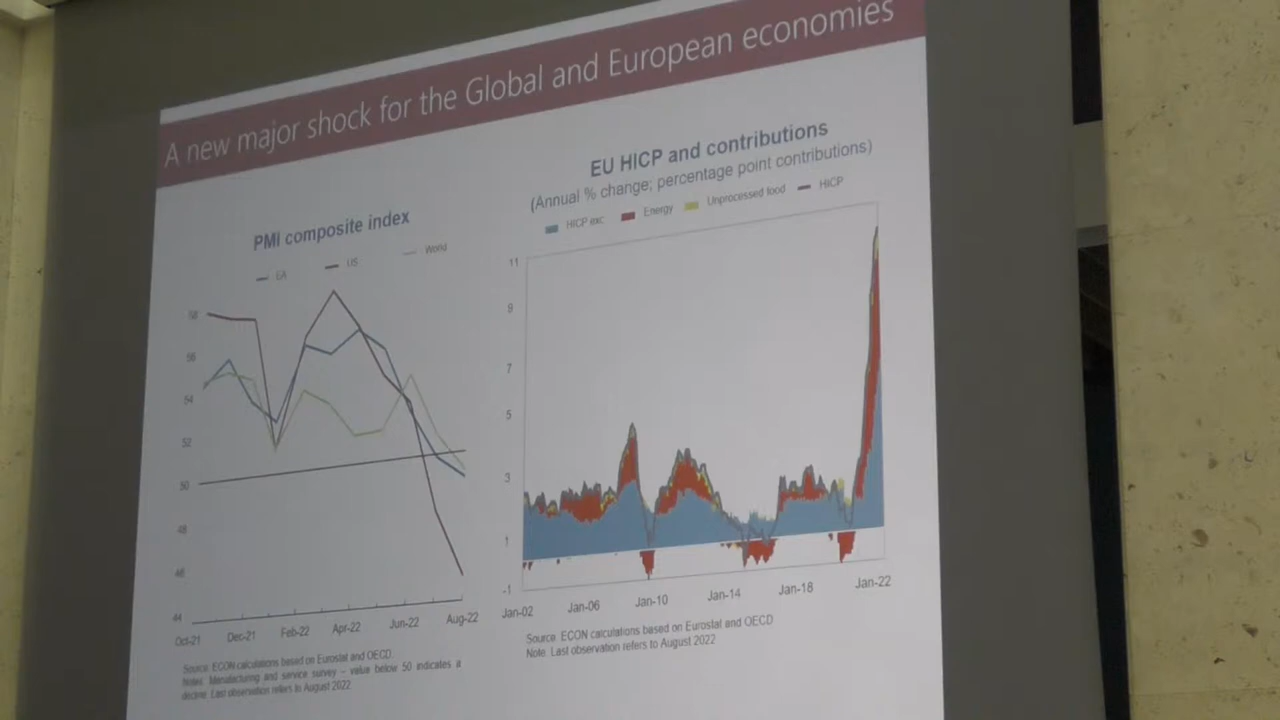 A new major shock for the Global and European economies
PMI composite index
EA US World
58
56
54
52
50
48
46
44
Oct-21 Dec-21 Feb-22 Apr-22 Jun-22 Aug-22
Source: ECON calculations based on Eurostat and OECD.
Notes: Manufacturing and service survey – value below 50 indicates a
decline. Last observation refers to August 2022
EU HICP and contributions
(Annual % change; percentage point contributions)
HICP exc Energy Unprocessed food HICP
11
9
7
5
3
1
-1
Jan-02 Jan-06 Jan-10 Jan-14 Jan-18 Jan-22
Source: ECON calculations based on Eurostat and OECD
Note: Last observation refers to August 2022